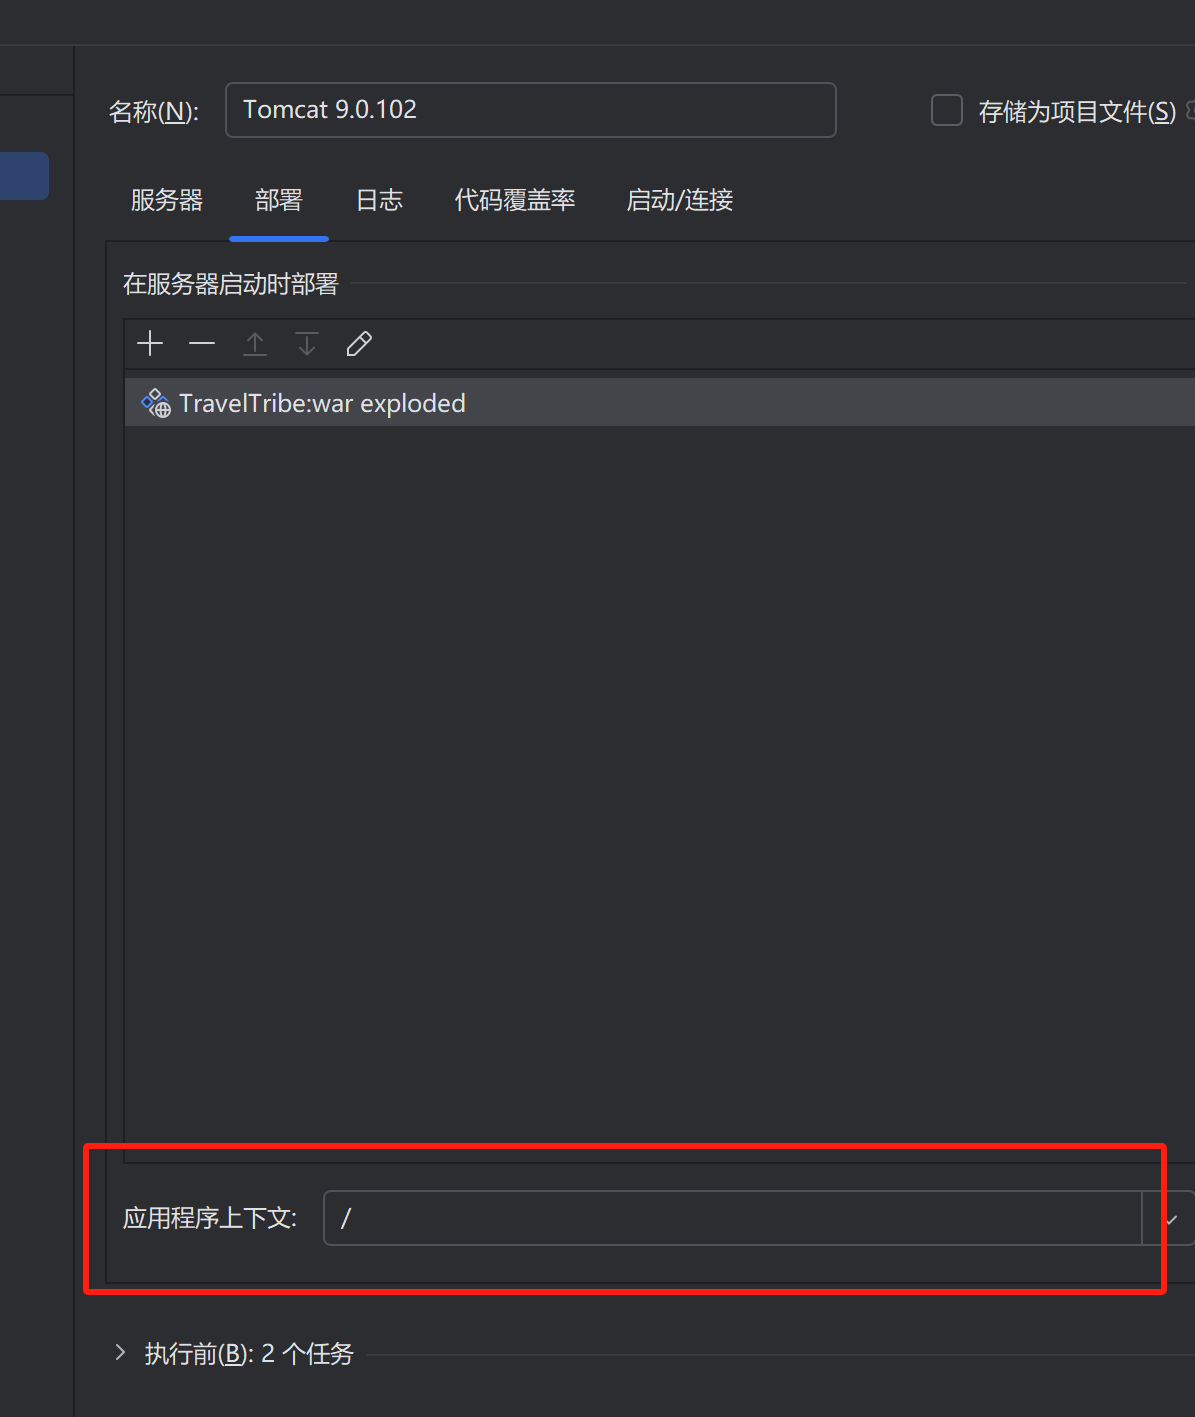 名称(N):
Tomcat 9.0.102
存储为项目文件(S)
服务器 部署 日志 代码覆盖率 启动/连接
在服务器启动时部署
TravelTribe:war exploded
应用程序上下文:
/
执行前(B): 2 个任务